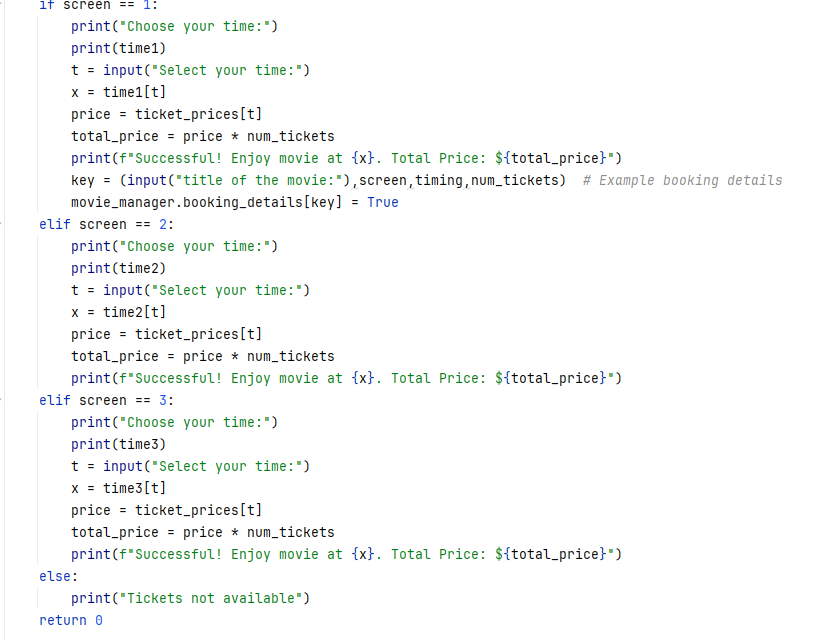 if screen == 1:
print("Choose your time:")
print(time1)
t = input("Select your time:")
x = time1[t]
price = ticket_prices[t]
total_price = price * num_tickets
print(f"Successful! Enjoy movie at {x}. Total Price: ${total_price}")
key = (input("title of the movie:"),screen,timing,num_tickets)  # Example booking details
movie_manager.booking_details[key] = True
elif screen == 2:
print("Choose your time:")
print(time2)
t = input("Select your time:")
x = time2[t]
price = ticket_prices[t]
total_price = price * num_tickets
print(f"Successful! Enjoy movie at {x}. Total Price: ${total_price}")
elif screen == 3:
print("Choose your time:")
print(time3)
t = input("Select your time:")
x = time3[t]
price = ticket_prices[t]
total_price = price * num_tickets
print(f"Successful! Enjoy movie at {x}. Total Price: ${total_price}")
else:
print("Tickets not available")
return 0